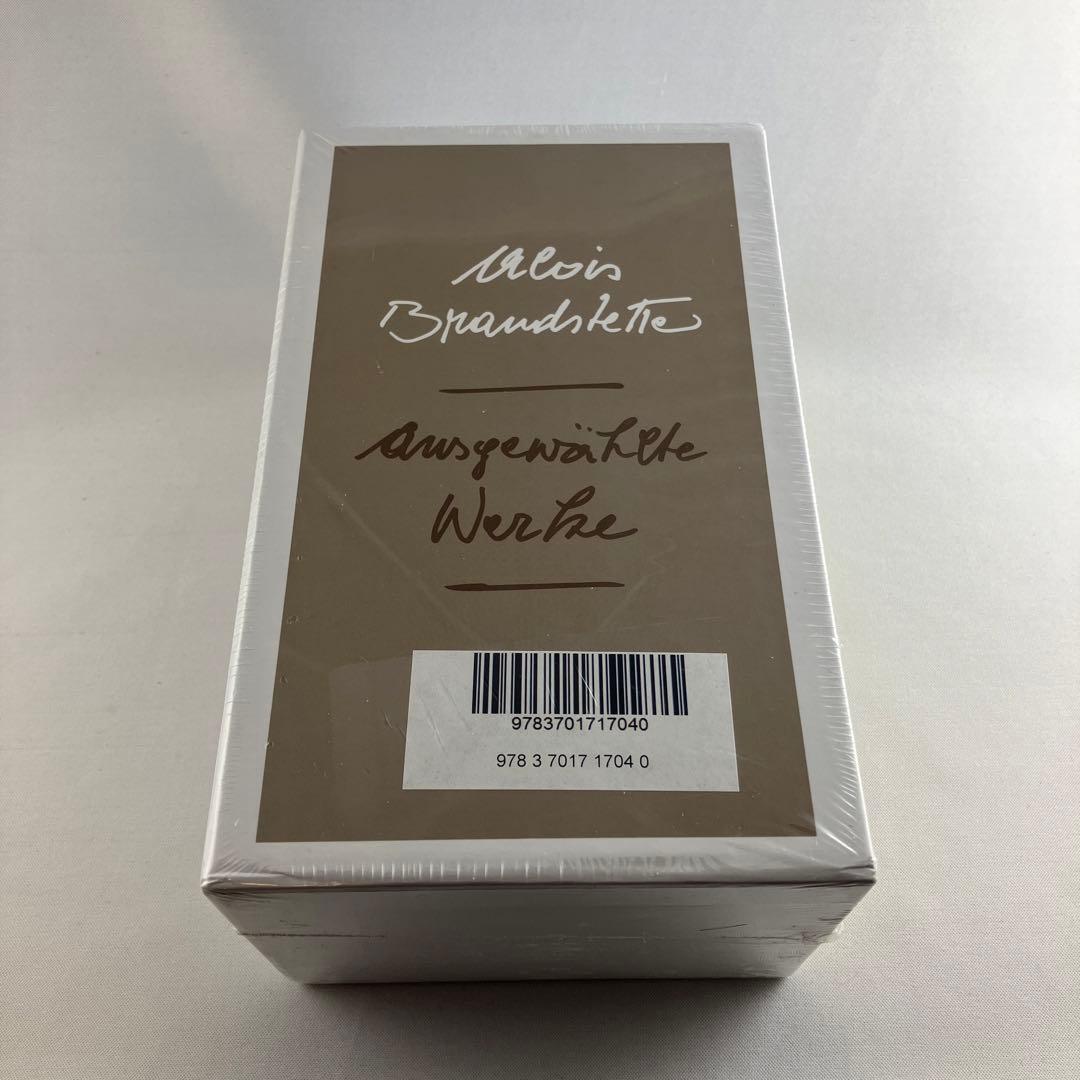 Alois
Brandstetter
ausgewählte
Werke
9783701717040
978 3 7017 1704 0